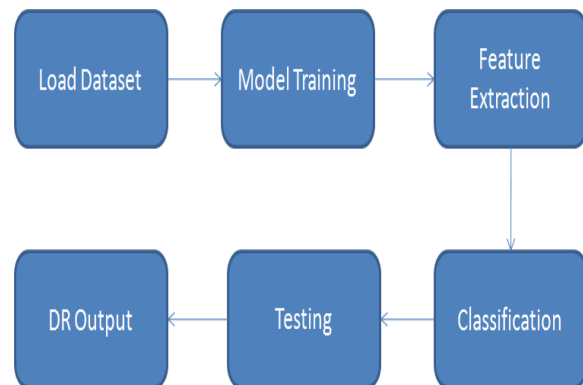 Load Dataset
Model Training
Feature
Extraction
Classification
Testing
DR Output